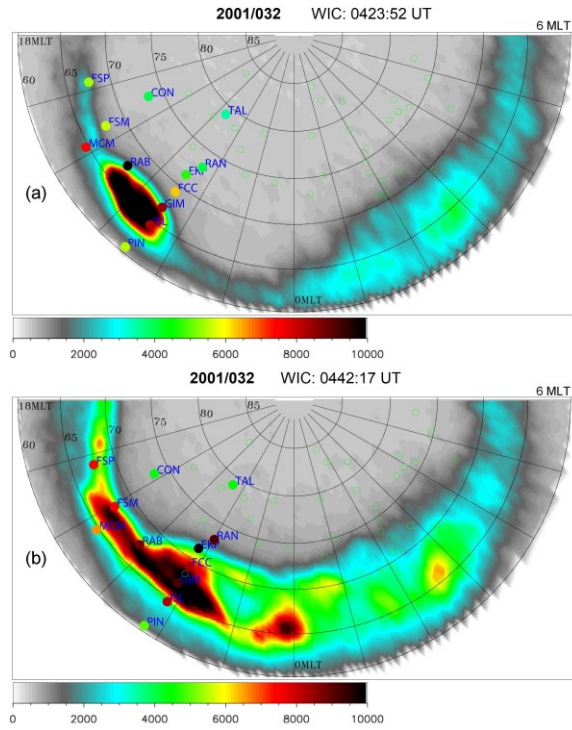 2001/032 WIC: 0423:52 UT
6 MLT
18MLT
60 65 70 75 80 85
FSP
CON
TAL
FSM
MCM
RAB
RAN
EKP
FCC
GIM
PIN
0MLT
(a)
0 2000 4000 6000 8000 10000
2001/032 WIC: 0442:17 UT
6 MLT
18MLT
60 65 70 75 80 85
FSP
CON
TAL
FSM
MCM
RAN
EKP
RAB
FCC
PIN
0MLT
(b)
0 2000 4000 6000 8000 10000